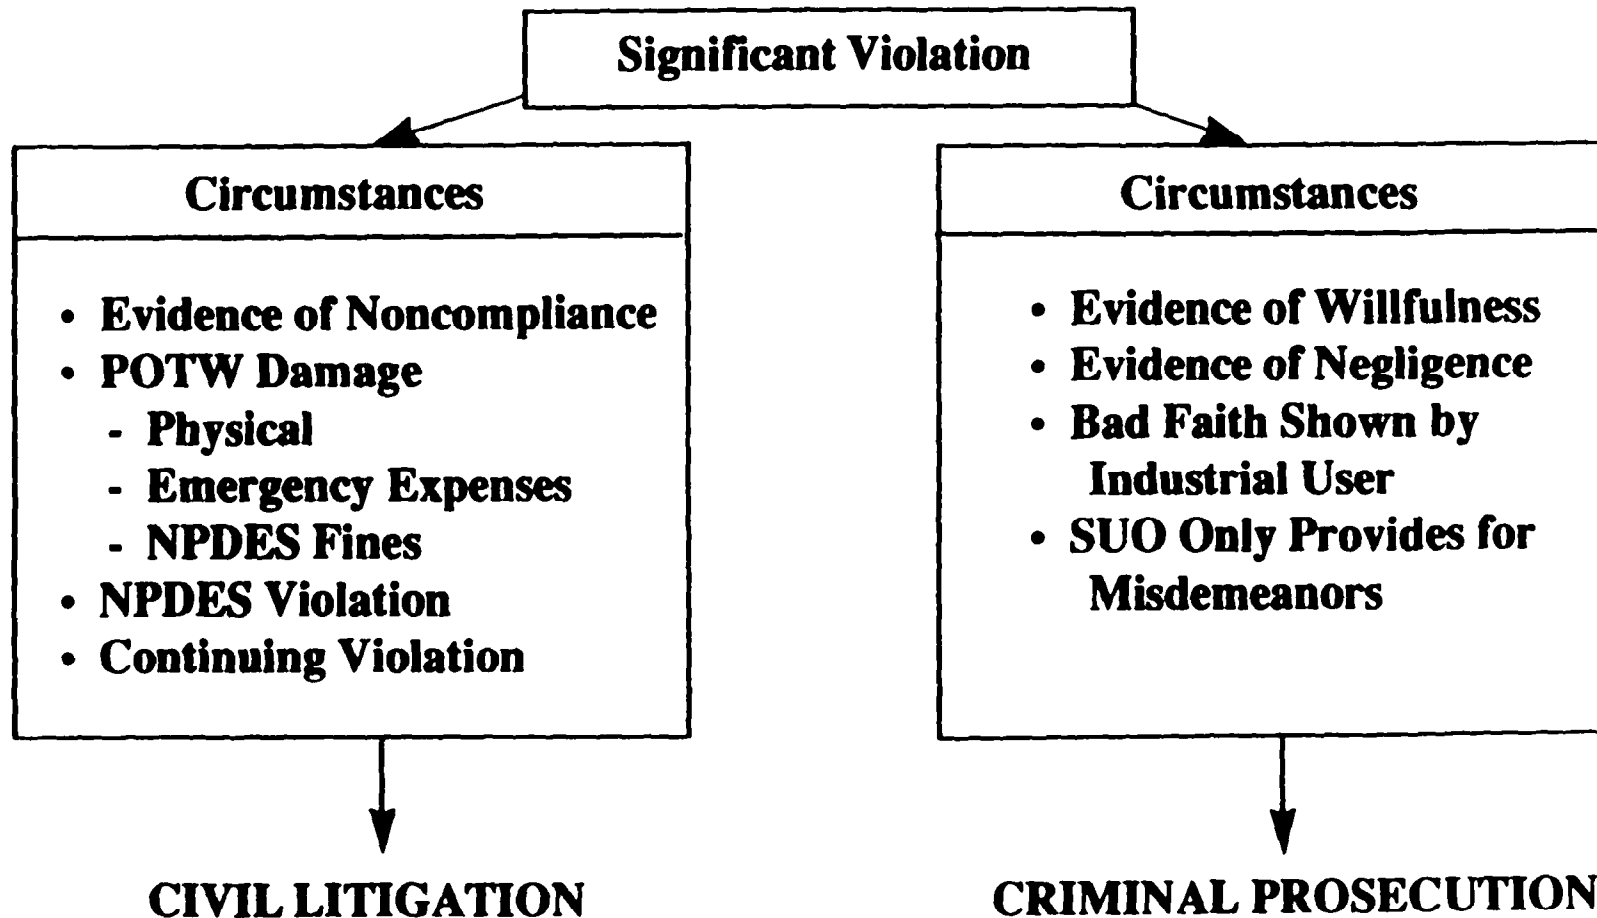 Significant Violation
Circumstances
• Evidence of Noncompliance
• POTW Damage
- Physical
- Emergency Expenses
- NPDES Fines
• NPDES Violation
• Continuing Violation
CIVIL LITIGATION
Circumstances
• Evidence of Willfulness
• Evidence of Negligence
• Bad Faith Shown by
Industrial User
• SUO Only Provides for
Misdemeanors
CRIMINAL PROSECUTION